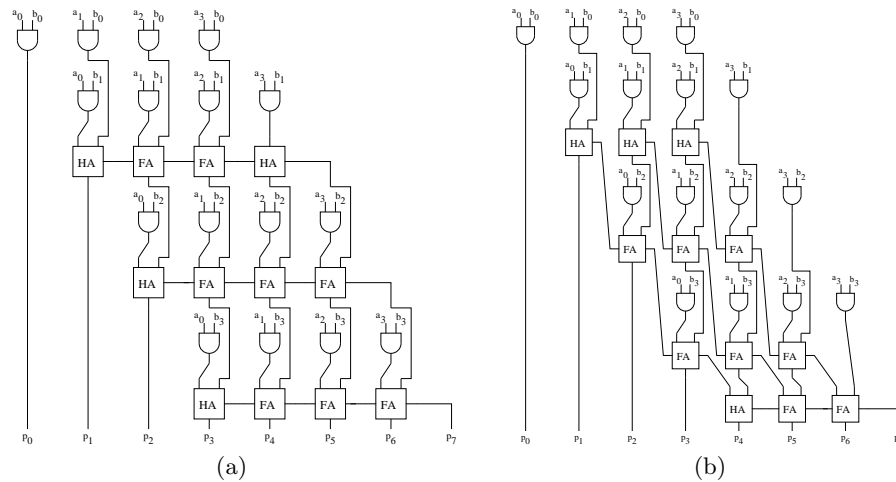 a₀ b₀ a₁ b₀ a₂ b₀ a₃ b₀
a₀ b₁ a₁ b₁ a₂ b₁ a₃ b₁
HA FA FA HA
a₀ b₂ a₁ b₂ a₂ b₂ a₃ b₂
HA FA FA FA
a₀ b₃ a₁ b₃ a₂ b₃ a₃ b₃
HA FA FA FA
p₀ p₁ p₂ p₃ p₄ p₅ p₆ p₇
(a)
a₀ b₀ a₁ b₀ a₂ b₀ a₃ b₀
a₀ b₁ a₁ b₁ a₂ b₁ a₃ b₁
HA HA HA
a₀ b₂ a₁ b₂ a₂ b₂ a₃ b₂
FA FA FA
a₀ b₃ a₁ b₃ a₂ b₃ a₃ b₃
FA FA FA
HA FA FA
p₀ p₁ p₂ p₃ p₄ p₅ p₆
(b)